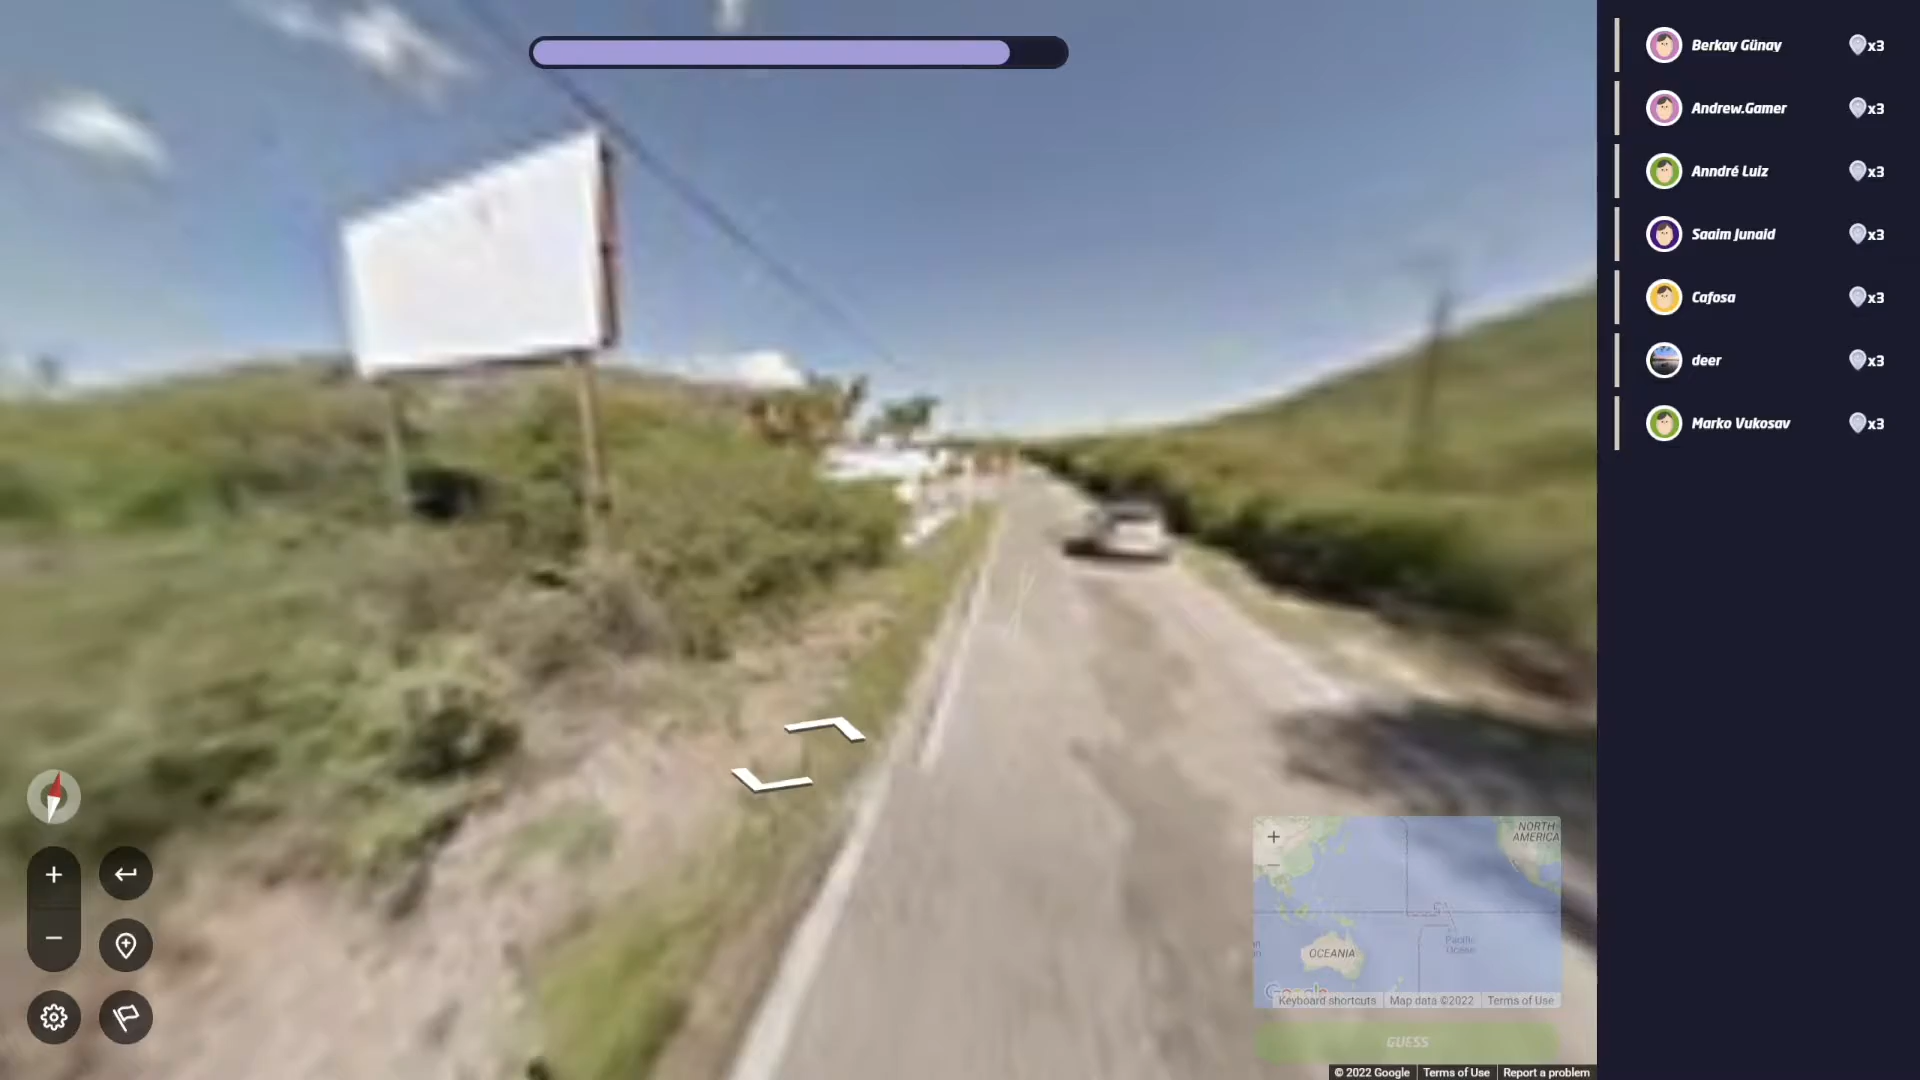 Berkay Günay
x3
Andrew.Gamer
x3
Anndré Luiz
x3
Saaim Junaid
x3
Cafosa
x3
deer
x3
Marko Vukosav
x3
NORTH
AMERICA
Pacific
Ocean
OCEANIA
Google
Keyboard shortcuts
Map data ©2022
Terms of Use
GUESS
© 2022 Google
Terms of Use
Report a problem